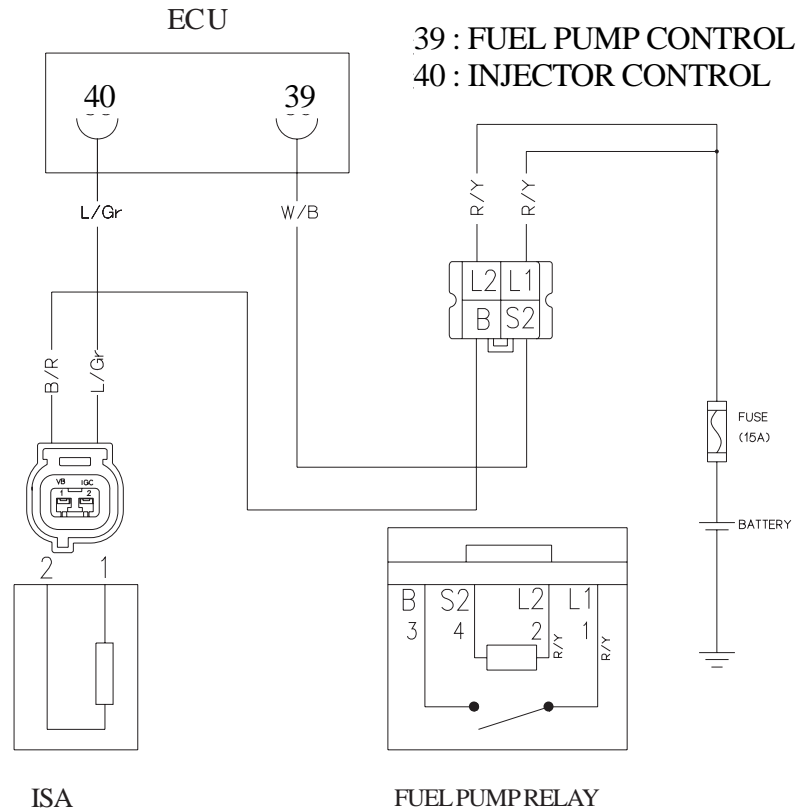 ECU
39 : FUEL PUMP CONTROL
40 : INJECTOR CONTROL
40
39
L/Gr
W/B
R/Y
R/Y
L2
L1
B
S2
B/R
L/Gr
FUSE
(15A)
VB
IGC
1
2
BATTERY
2
1
B
S2
L2
L1
3
4
2
1
R/Y
R/Y
ISA
FUEL PUMP RELAY